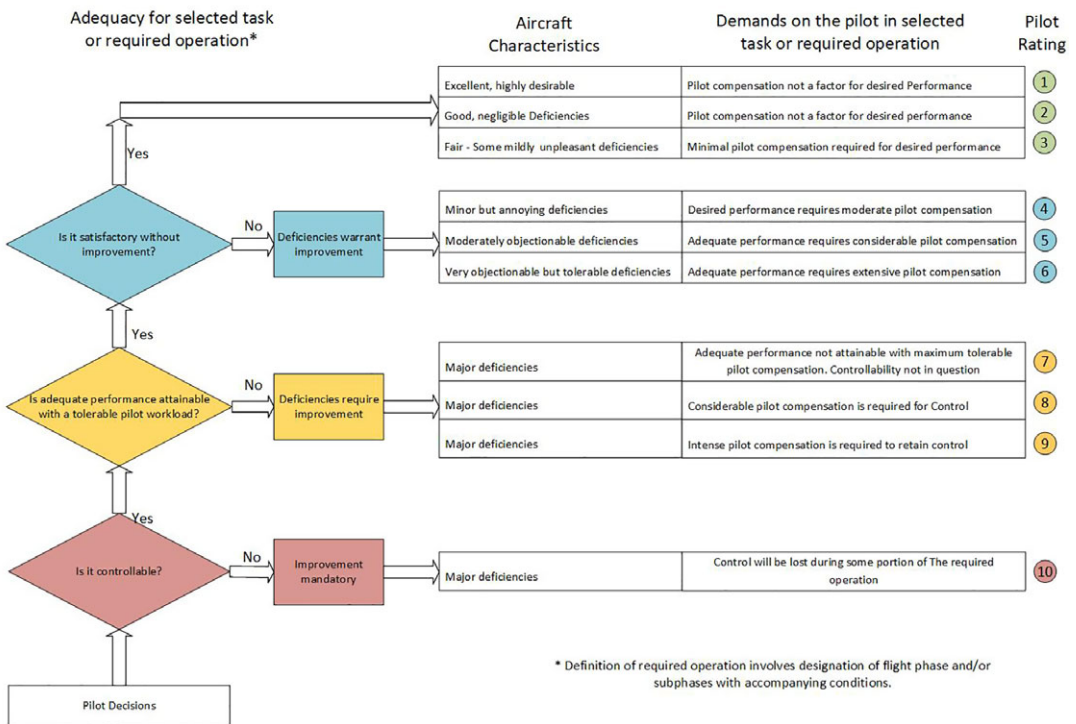 Adequacy for selected task
or required operation*
Aircraft
Characteristics
Demands on the pilot in selected
task or required operation
Pilot
Rating
Excellent, highly desirable
Pilot compensation not a factor for desired Performance
1
Good, negligible Deficiencies
Pilot compensation not a factor for desired performance
2
Fair - Some mildly unpleasant deficiencies
Minimal pilot compensation required for desired performance
3
Yes
Is it satisfactory without
improvement?
No
Deficiencies warrant
improvement
Minor but annoying deficiencies
Desired performance requires moderate pilot compensation
4
Moderately objectionable deficiencies
Adequate performance requires considerable pilot compensation
5
Very objectionable but tolerable deficiencies
Adequate performance requires extensive pilot compensation
6
Yes
Is adequate performance attainable
with a tolerable pilot workload?
No
Deficiencies require
improvement
Major deficiencies
Adequate performance not attainable with maximum tolerable
pilot compensation. Controllability not in question
7
Major deficiencies
Considerable pilot compensation is required for Control
8
Major deficiencies
Intense pilot compensation is required to retain control
9
Yes
Is it controllable?
No
Improvement
mandatory
Major deficiencies
Control will be lost during some portion of The required
operation
10
Pilot Decisions
* Definition of required operation involves designation of flight phase and/or
subphases with accompanying conditions.